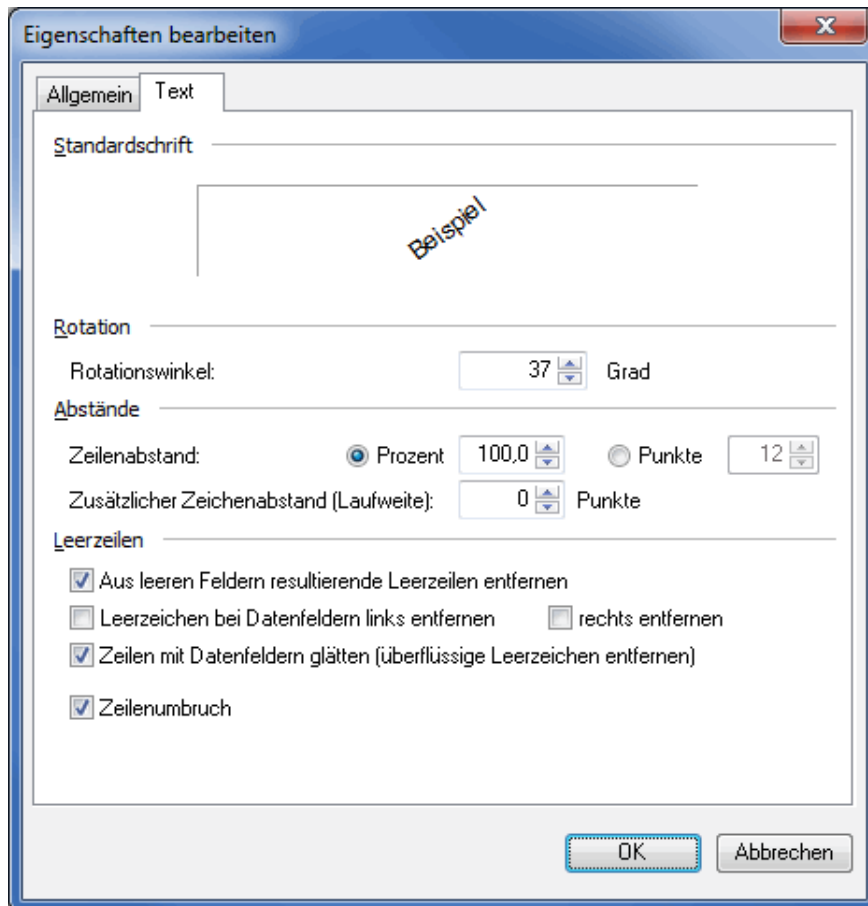 Eigenschaften bearbeiten
Allgemein Text
Standardschrift
Beispiel
Rotation
Rotationswinkel: 37 Grad
Abstände
Zeilenabstand: Prozent 100,0 Punkte 12
Zusätzlicher Zeichenabstand (Laufweite): 0 Punkte
Leerzeilen
Aus leeren Feldern resultierende Leerzeilen entfernen
Leerzeichen bei Datenfeldern links entfernen rechts entfernen
Zeilen mit Datenfeldern glätten (überflüssige Leerzeichen entfernen)
Zeilenumbruch
OK Abbrechen